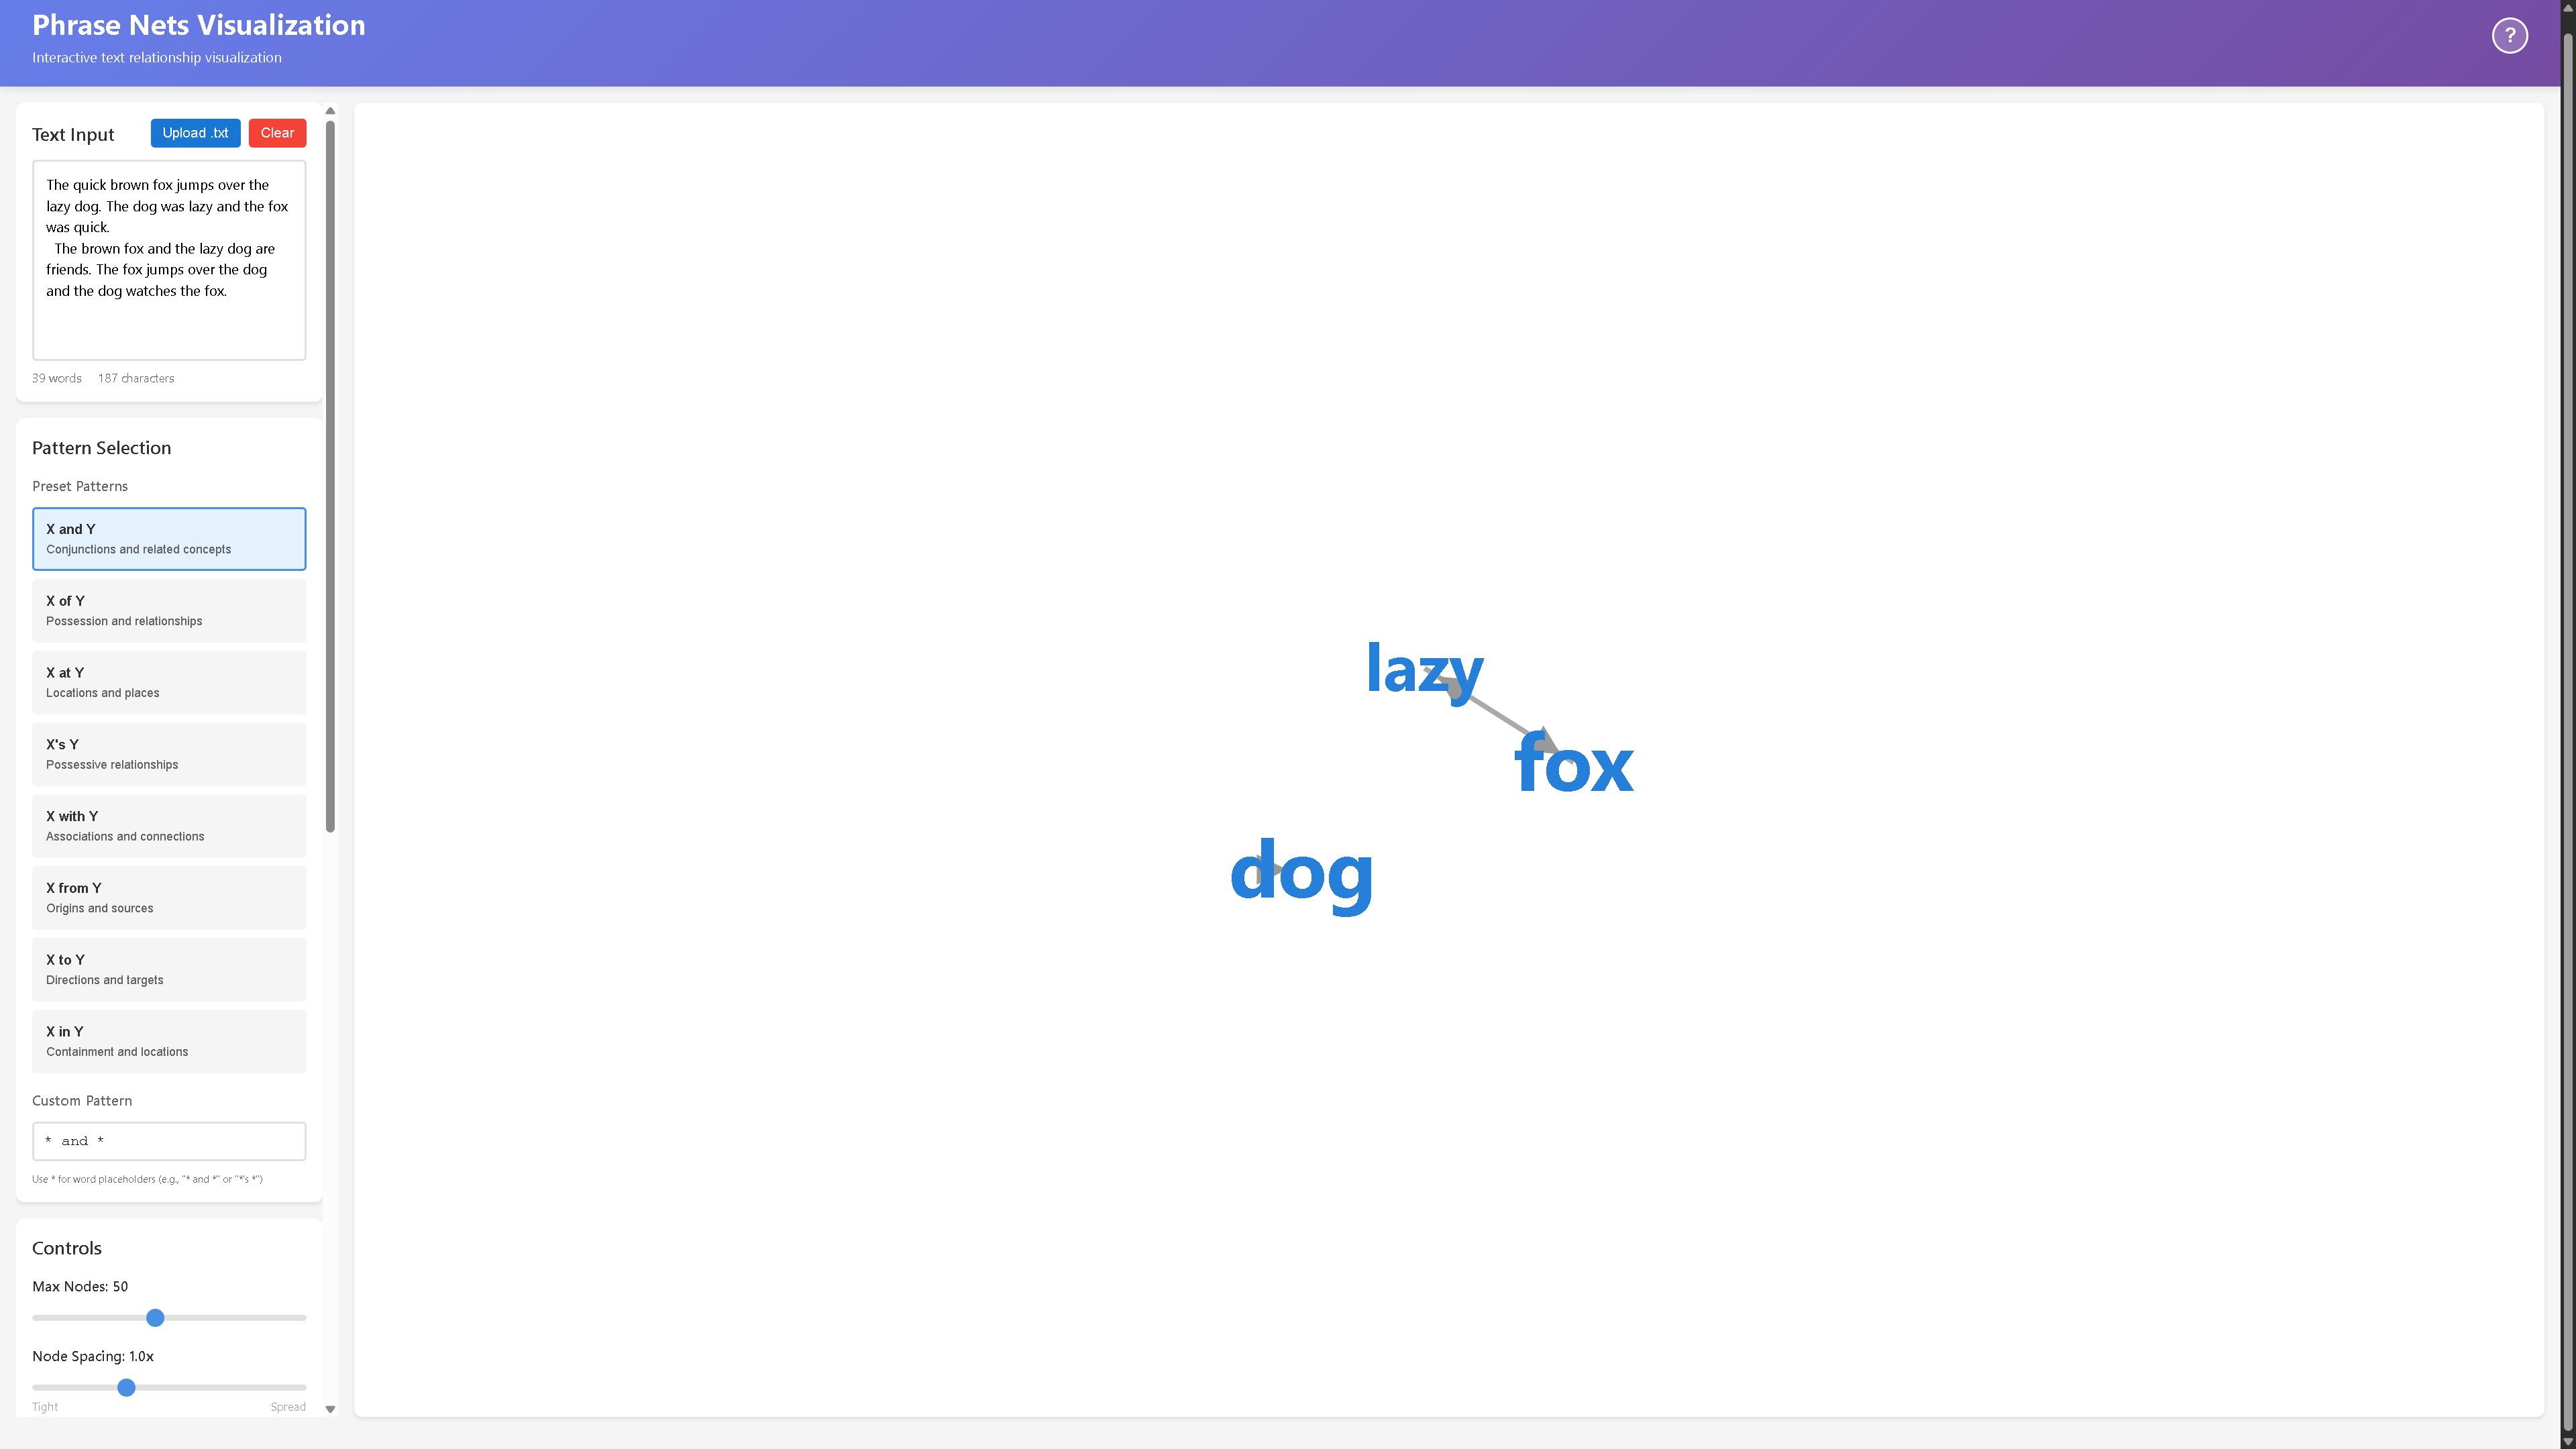 Phrase Nets Visualization
Interactive text relationship visualization
?
Text Input
Upload .txt
Clear
The quick brown fox jumps over the
lazy dog. The dog was lazy and the fox
was quick.
The brown fox and the lazy dog are
friends. The fox jumps over the dog
and the dog watches the fox.
39 words 187 characters
Pattern Selection
Preset Patterns
X and Y
Conjunctions and related concepts
X of Y
Possession and relationships
X at Y
Locations and places
X's Y
Possessive relationships
X with Y
Associations and connections
X from Y
Origins and sources
X to Y
Directions and targets
X in Y
Containment and locations
Custom Pattern
* and *
Use * for word placeholders (e.g., "* and *" or "*'s *")
Controls
Max Nodes: 50
Node Spacing: 1.0x
Tight Spread
lazy
fox
dog